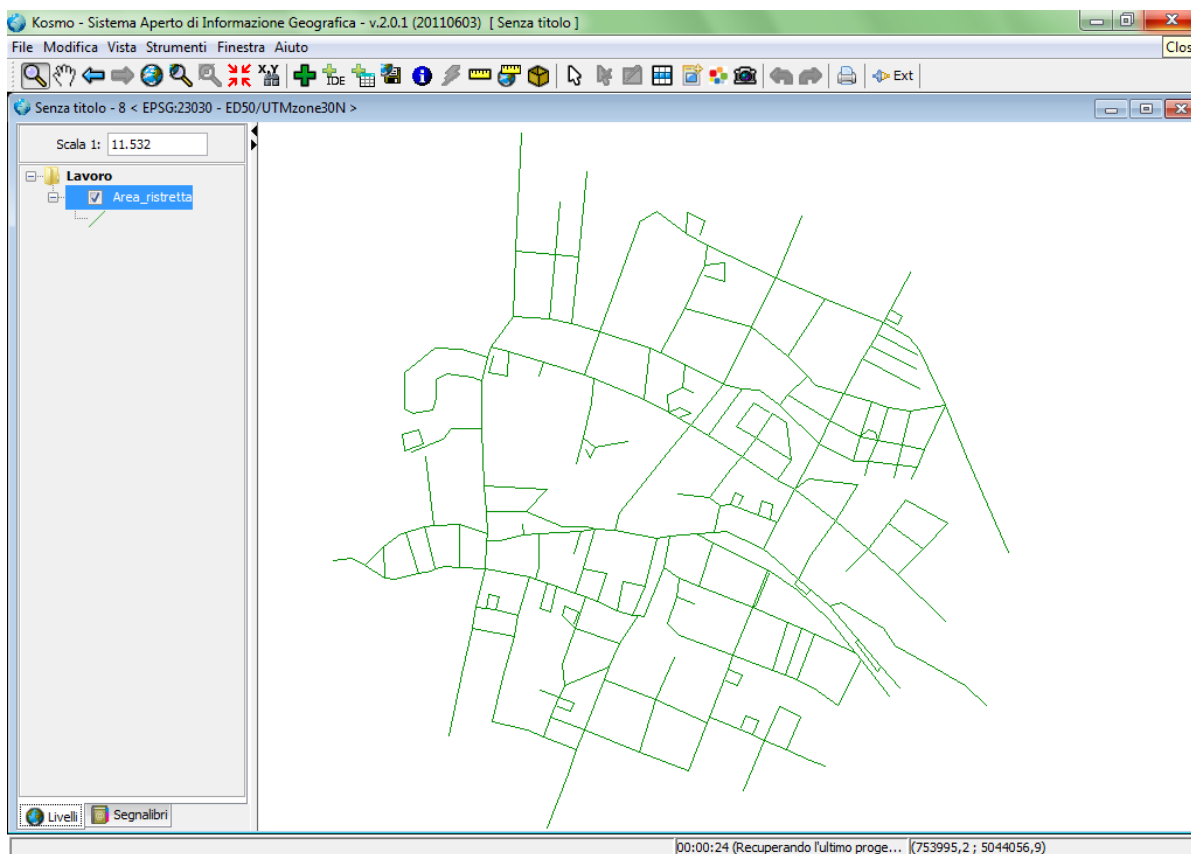 Kosmo - Sistema Aperto di Informazione Geografica - v.2.0.1 (20110603) [ Senza titolo ]
File Modifica Vista Strumenti Finestra Aiuto
Clos
X,Y
IDE
Ext
Senza titolo - 8 < EPSG:23030 - ED50/UTMzone30N >
Scala 1: 11.532
Lavoro
Area_ristretta
Livelli
Segnalibri
00:00:24 (Recuperando l'ultimo proge...
(753995,2 ; 5044056,9)